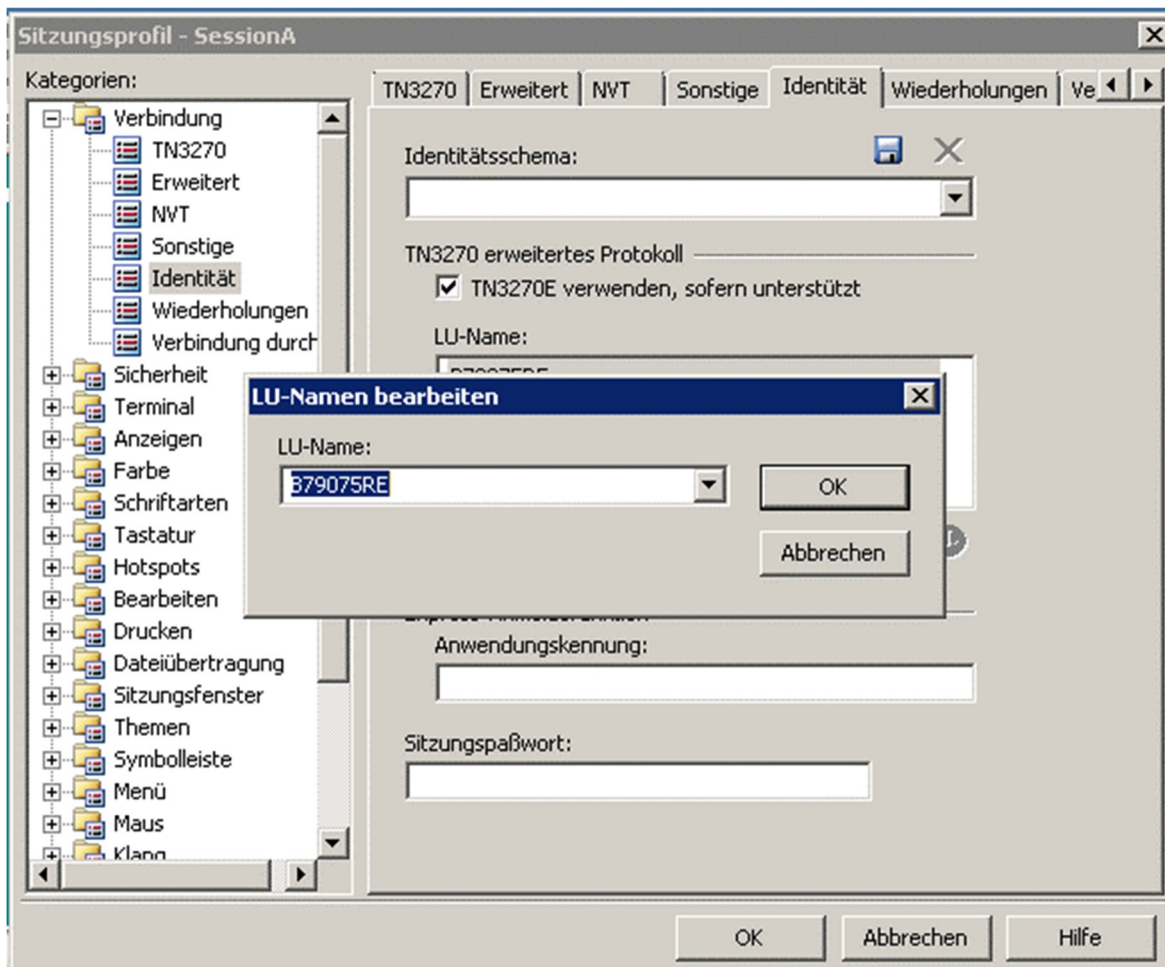 Sitzungsprofil - SessionA
Kategorien:
Verbindung
TN3270
Erweitert
NVT
Sonstige
Identität
Wiederholungen
Verbindung durch
Sicherheit
Terminal
Anzeigen
Farbe
Schriftarten
Tastatur
Hotspots
Bearbeiten
Drucken
Dateiübertragung
Sitzungsfenster
Themen
Symbolleiste
Menü
Maus
Klang
TN3270 Erweitert NVT Sonstige Identität Wiederholungen Ve
Identitätsschema:
TN3270 erweitertes Protokoll
TN3270E verwenden, sofern unterstützt
LU-Name:
LU-Namen bearbeiten
LU-Name:
B79075RE
OK
Abbrechen
Anwendungskennung:
Sitzungspaßwort:
OK Abbrechen Hilfe